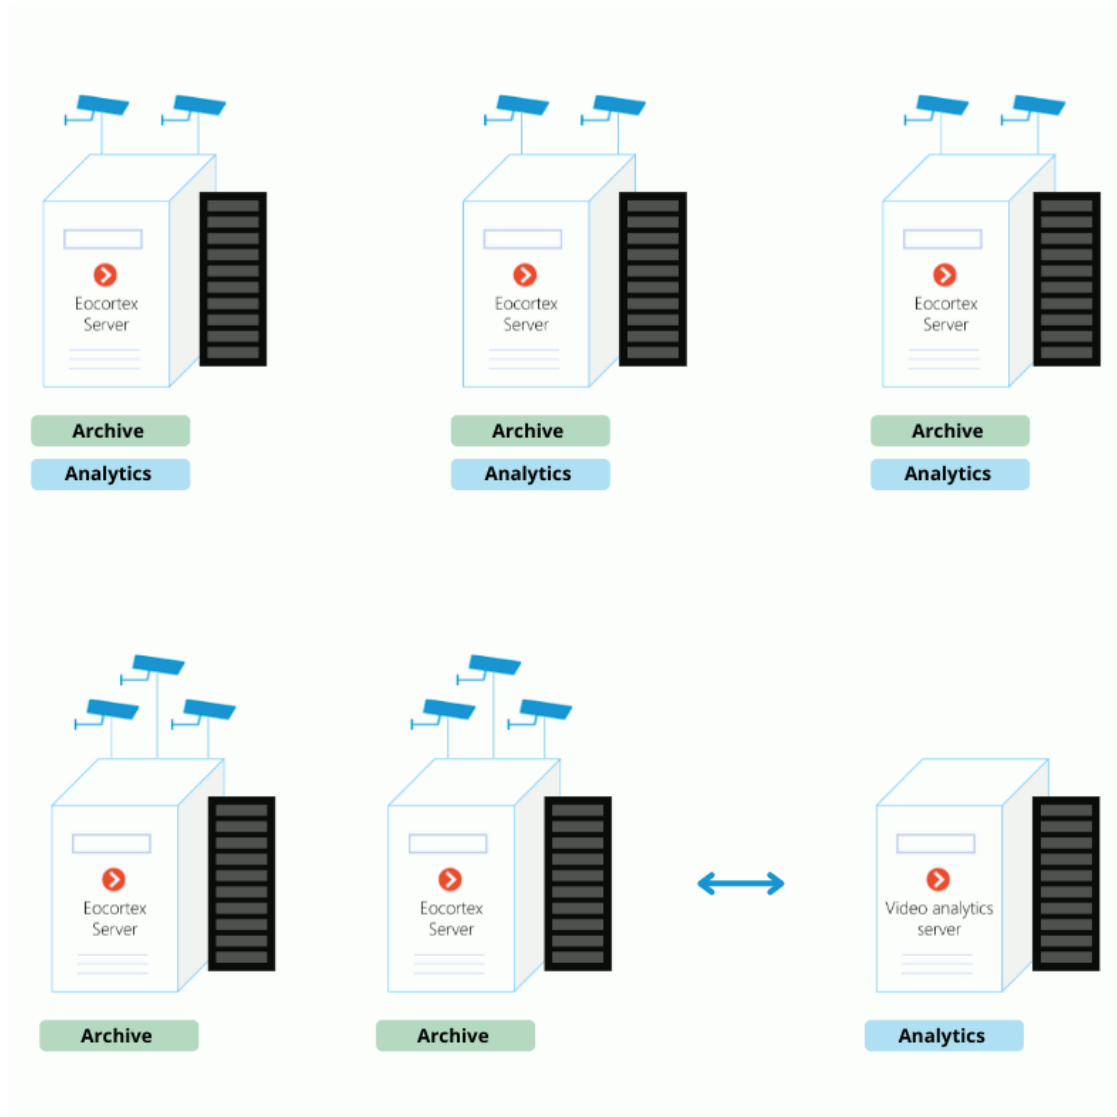 Eocortex
Server
Eocortex
Server
Eocortex
Server
Archive
Archive
Archive
Analytics
Analytics
Analytics
Eocortex
Server
Eocortex
Server
Video analytics
server
Archive
Archive
Analytics